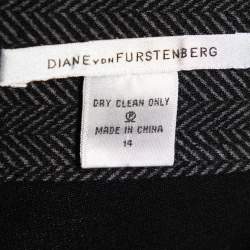 DIANE VON FURSTENBERG
DRY CLEAN ONLY
MADE IN CHINA
14